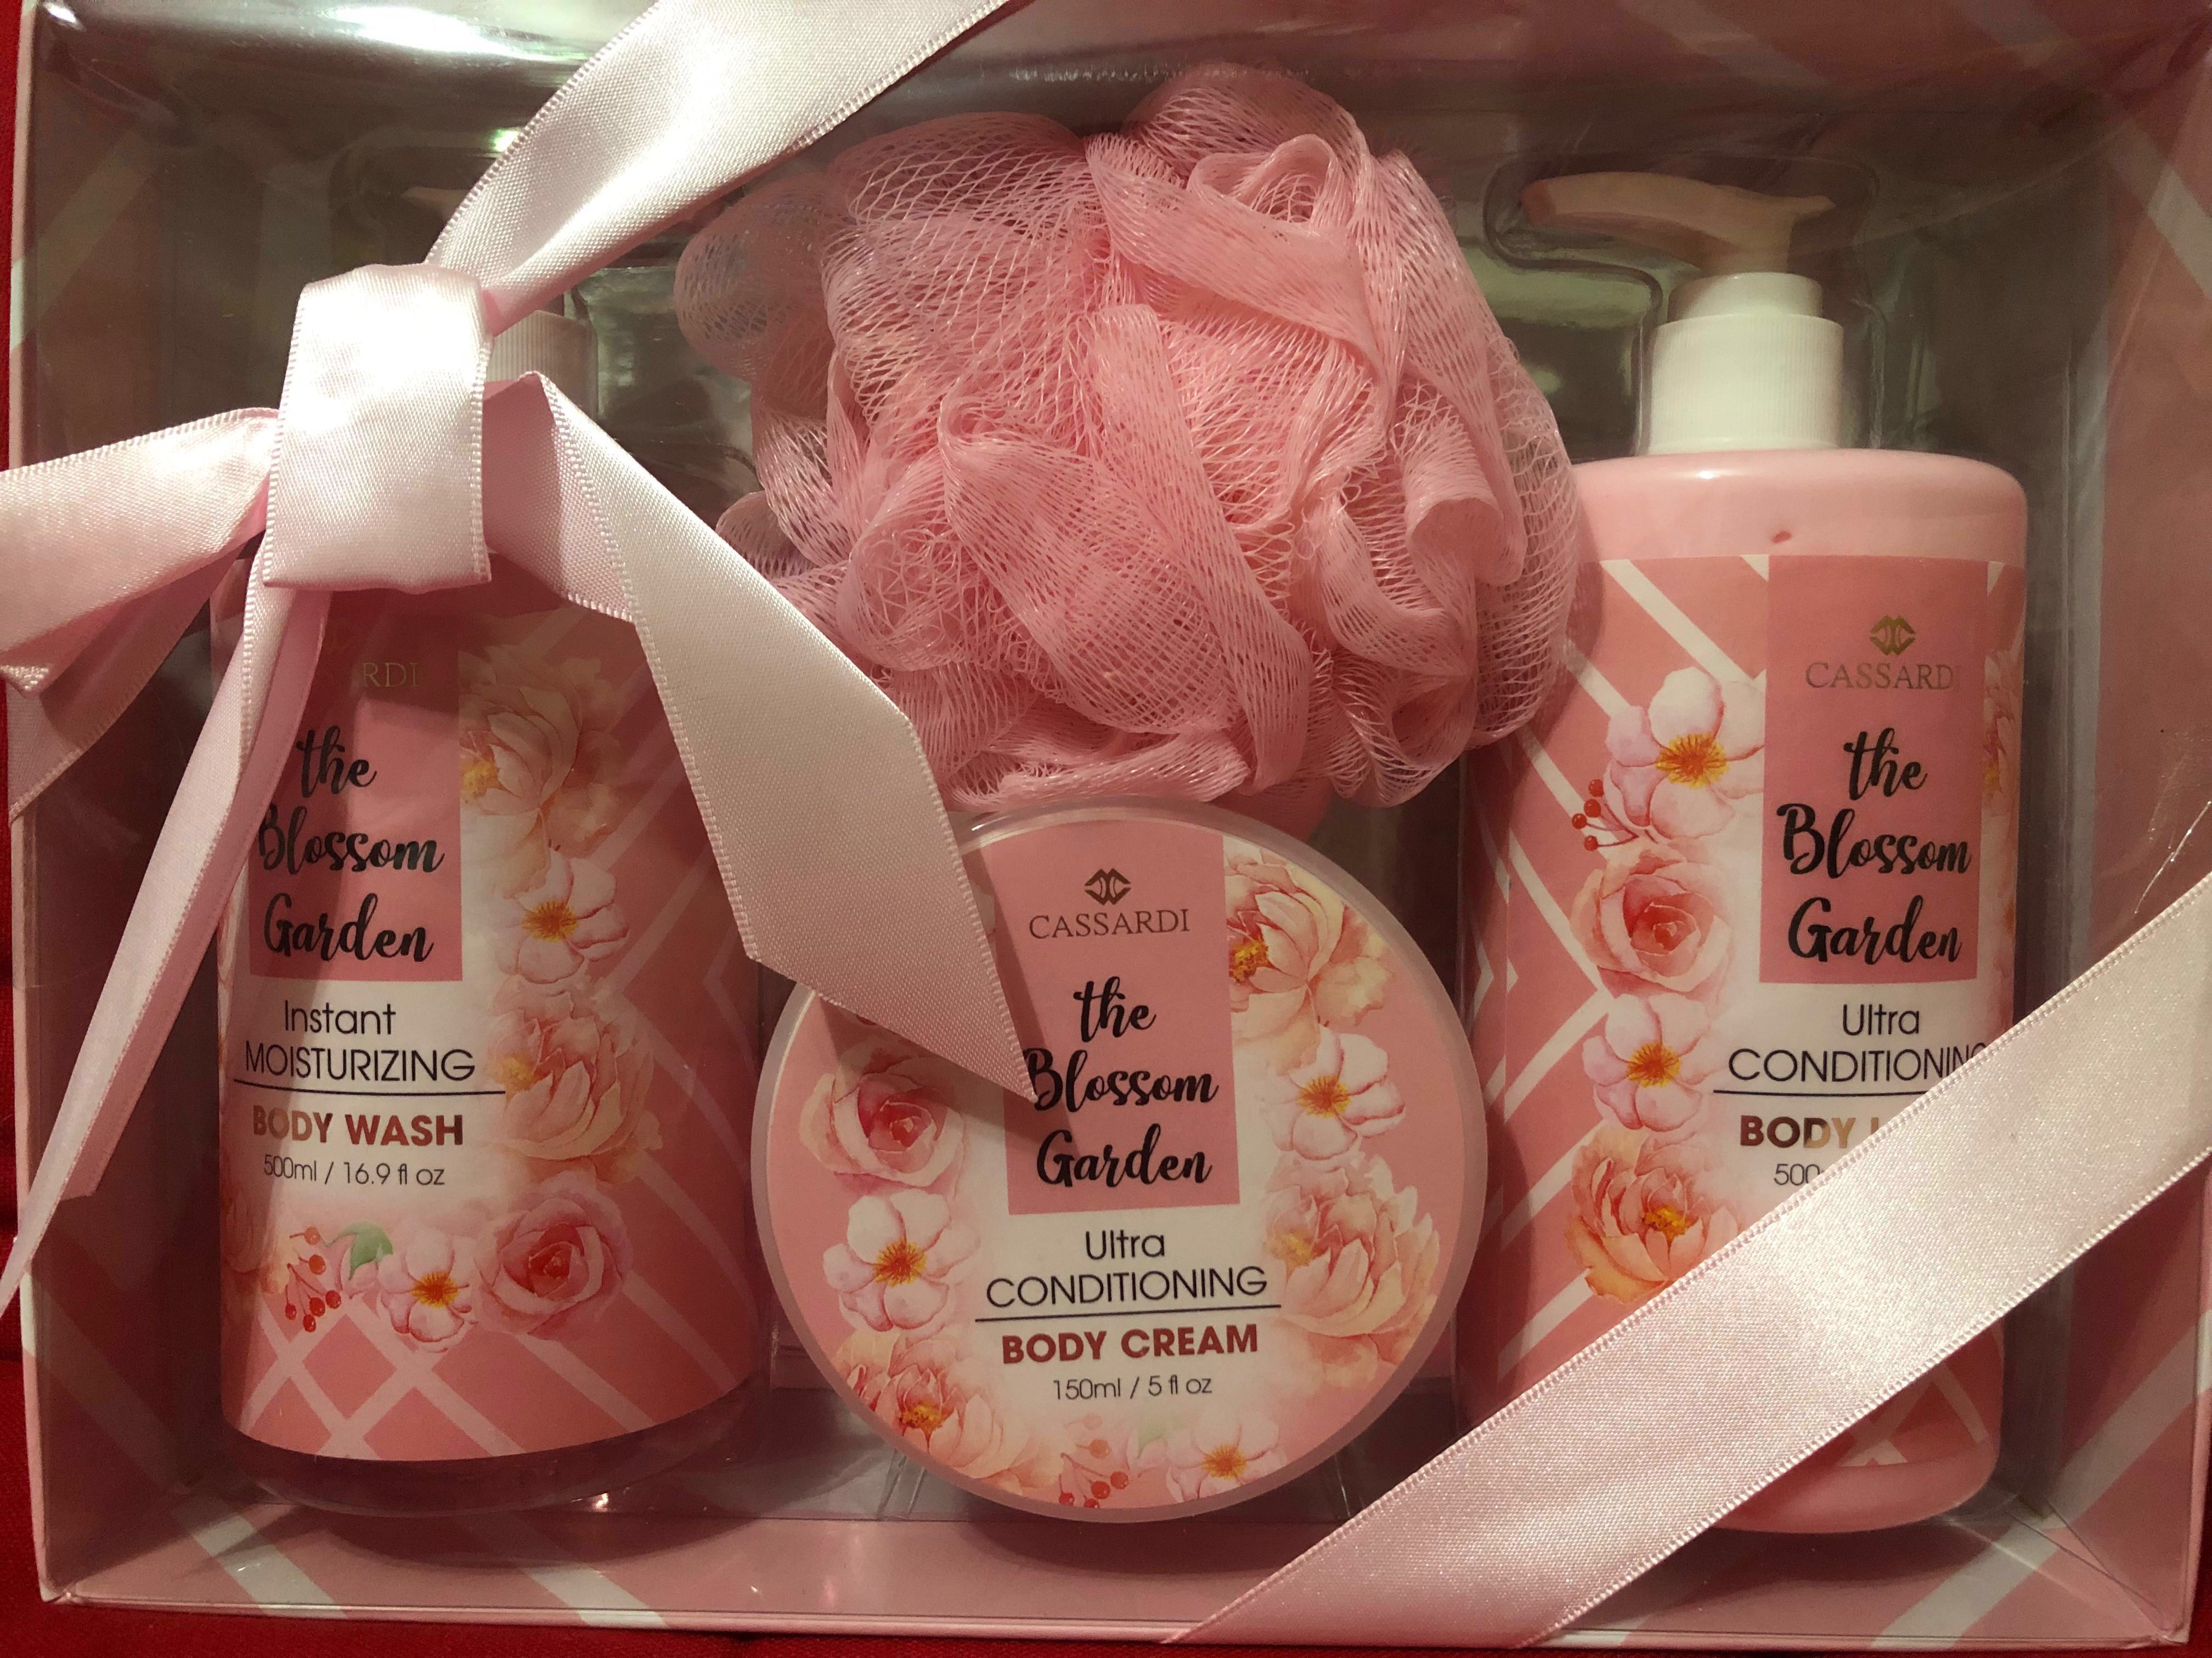 the
Blossom
Garden
Instant
MOISTURIZING
BODY WASH
500ml / 16.9 fl oz
CASSARDI
the
Blossom
Garden
Ultra
CONDITIONING
BODY CREAM
150ml / 5 fl oz
CASSARDI
the
Blossom
Garden
Ultra
CONDITIONING
BODY